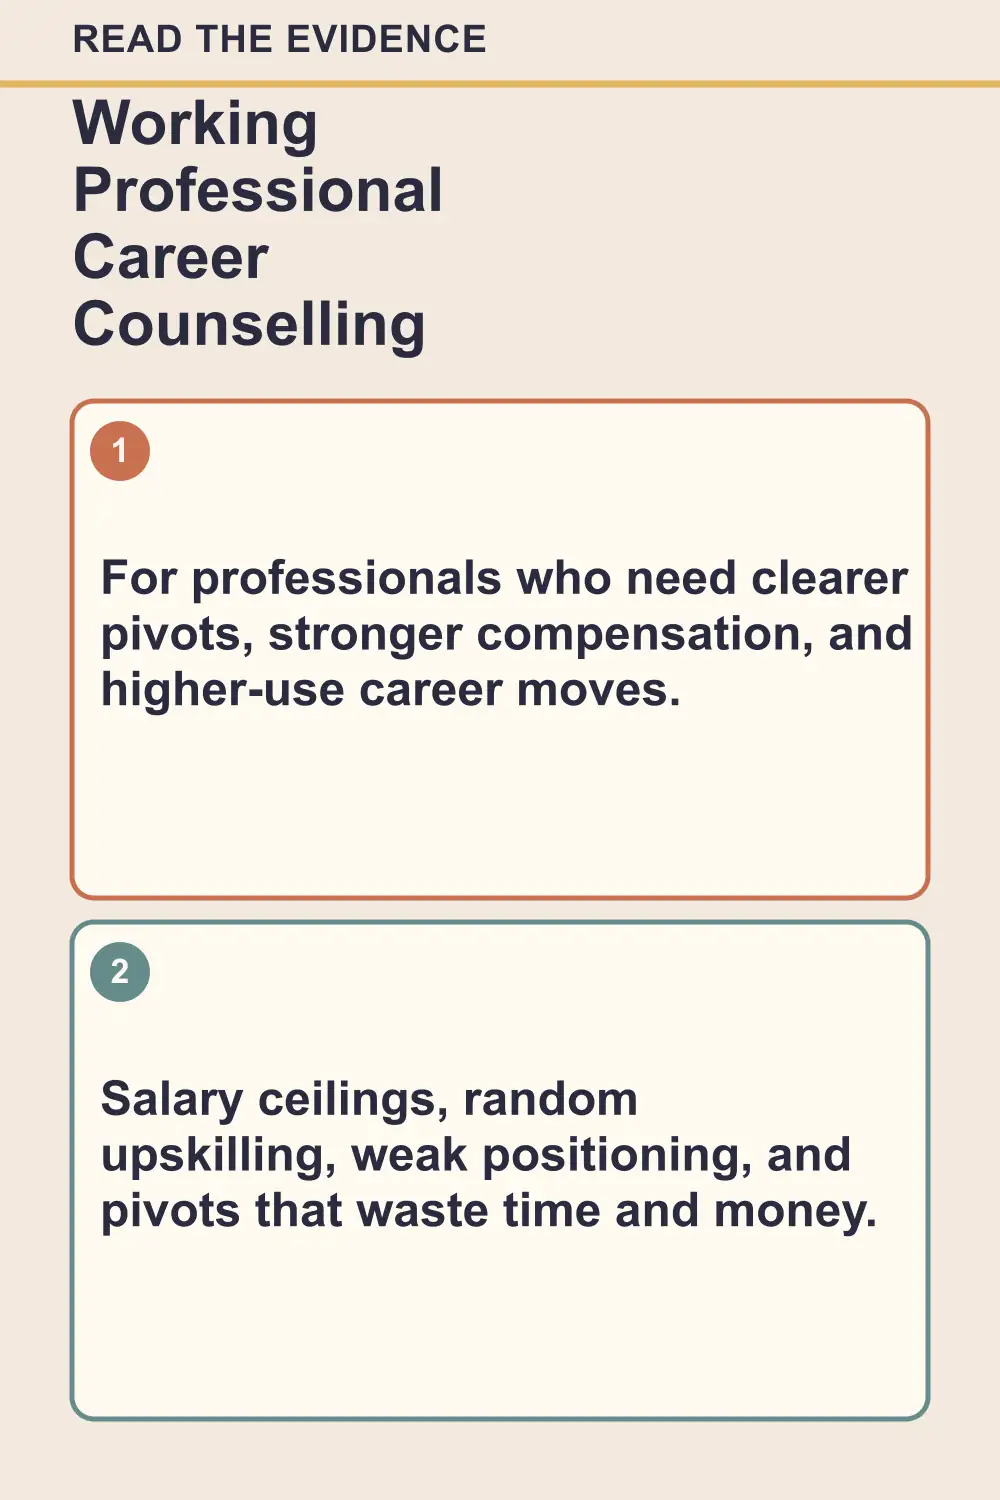 READ THE EVIDENCE
Working
Professional
Career
Counselling
1
For professionals who need clearer
pivots, stronger compensation, and
higher-use career moves.
2
Salary ceilings, random
upskilling, weak positioning, and
pivots that waste time and money.